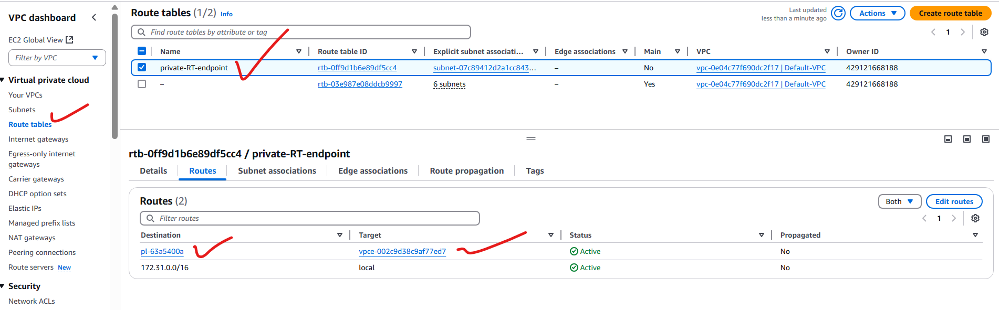 VPC dashboard
EC2 Global View
Filter by VPC
Virtual private cloud
Your VPCs
Subnets
Route tables
Internet gateways
Egress-only internet
gateways
Carrier gateways
DHCP option sets
Elastic IPs
Managed prefix lists
NAT gateways
Peering connections
Route servers New
Security
Network ACLs
Route tables (1/2) Info
Last updated
less than a minute ago
Actions
Create route table
Find route tables by attribute or tag
1
Name Route table ID Explicit subnet associati... Edge associations Main VPC Owner ID
private-RT-endpoint rtb-0ff9d1b6e89df5cc4 subnet-07c89412d2a1cc843... – No vpc-0e04c77f690dc2f17 | Default-VPC 429121668188
– rtb-03e987e08ddcb9997 6 subnets – Yes vpc-0e04c77f690dc2f17 | Default-VPC 429121668188
rtb-0ff9d1b6e89df5cc4 / private-RT-endpoint
Details Routes Subnet associations Edge associations Route propagation Tags
Routes (2)
Both
Edit routes
Filter routes
1
Destination Target Status Propagated
pl-63a5400a vpce-002c9d38c9af77ed7 Active No
172.31.0.0/16 local Active No